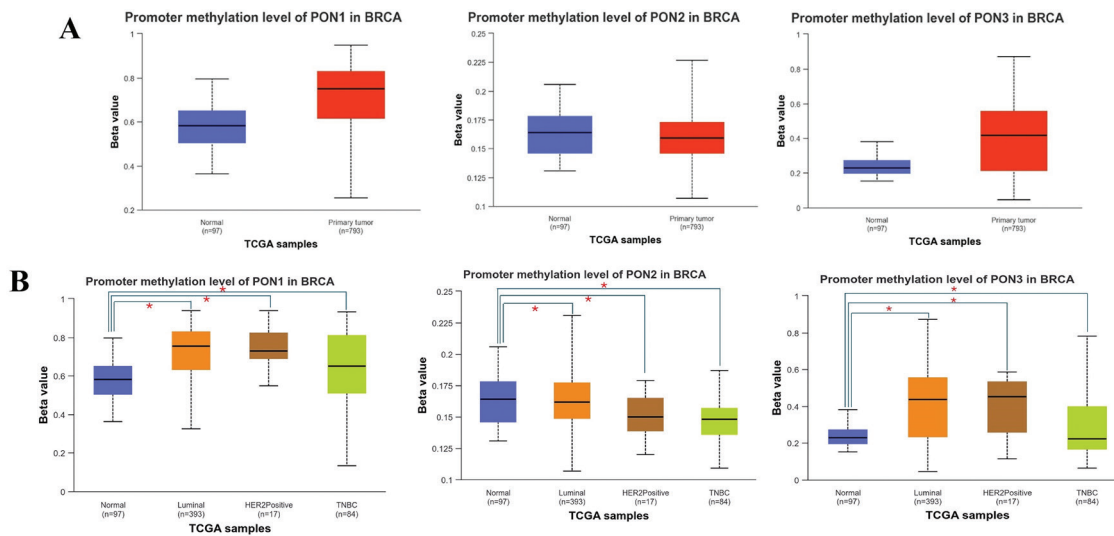 A
Promoter methylation level of PON1 in BRCA
Beta value
1
0.8
0.6
0.4
0.2
Normal
(n=97)
Primary tumor
(n=793)
TCGA samples
Promoter methylation level of PON2 in BRCA
Beta value
0.25
0.225
0.2
0.175
0.15
0.125
0.1
Normal
(n=97)
Primary tumor
(n=793)
TCGA samples
Promoter methylation level of PON3 in BRCA
Beta value
1
0.8
0.6
0.4
0.2
0
Normal
(n=97)
Primary tumor
(n=793)
TCGA samples
B
Promoter methylation level of PON1 in BRCA
* * *
Beta value
1
0.8
0.6
0.4
0.2
0
Normal
(n=97)
Luminal
(n=393)
HER2Positive
(n=17)
TNBC
(n=84)
TCGA samples
Promoter methylation level of PON2 in BRCA
* * *
Beta value
0.25
0.225
0.2
0.175
0.15
0.125
0.1
Normal
(n=97)
Luminal
(n=393)
HER2Positive
(n=17)
TNBC
(n=84)
TCGA samples
Promoter methylation level of PON3 in BRCA
* * *
Beta value
1
0.8
0.6
0.4
0.2
0
Normal
(n=97)
Luminal
(n=393)
HER2Positive
(n=17)
TNBC
(n=84)
TCGA samples